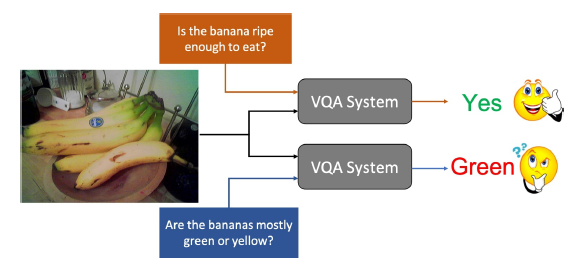 Is the banana ripe
enough to eat?
VQA System
Yes
VQA System
Green
??
Are the bananas mostly
green or yellow?